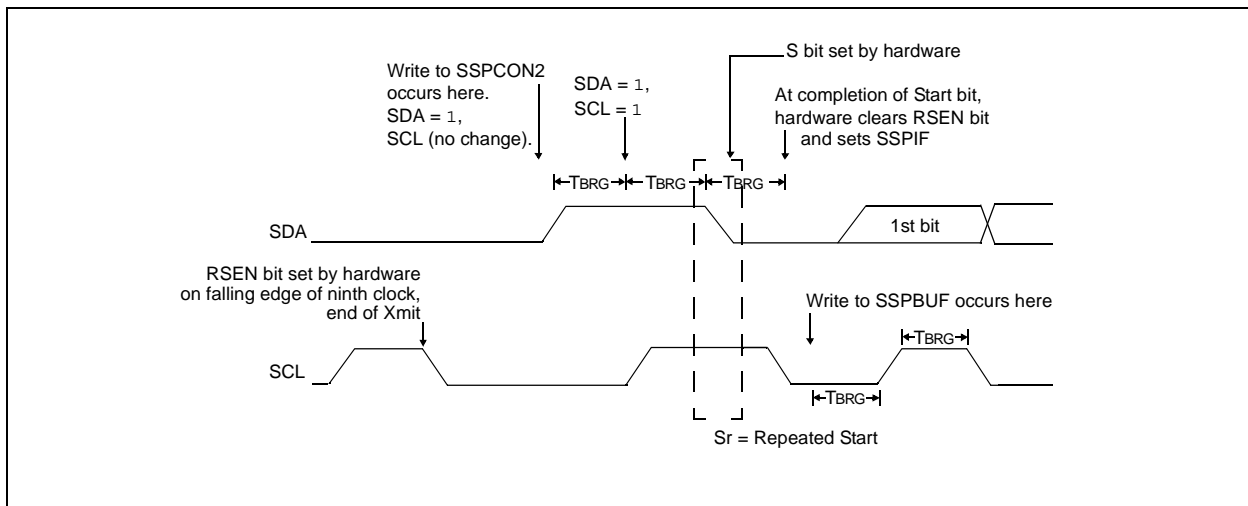 S bit set by hardware
Write to SSPCON2
occurs here.
SDA = 1,
SCL (no change).
SDA = 1,
SCL = 1
At completion of Start bit,
hardware clears RSEN bit
and sets SSPIF
TBRG
TBRG
TBRG
SDA
1st bit
RSEN bit set by hardware
on falling edge of ninth clock,
end of Xmit
Write to SSPBUF occurs here
TBRG
SCL
TBRG
Sr = Repeated Start